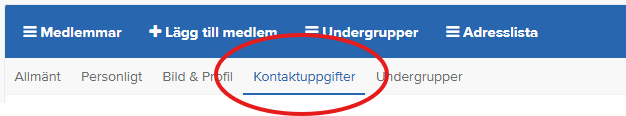 Medlemmar Lägg till medlem Undergrupper Adresslista
Allmänt Personligt Bild & Profil Kontaktuppgifter Undergrupper